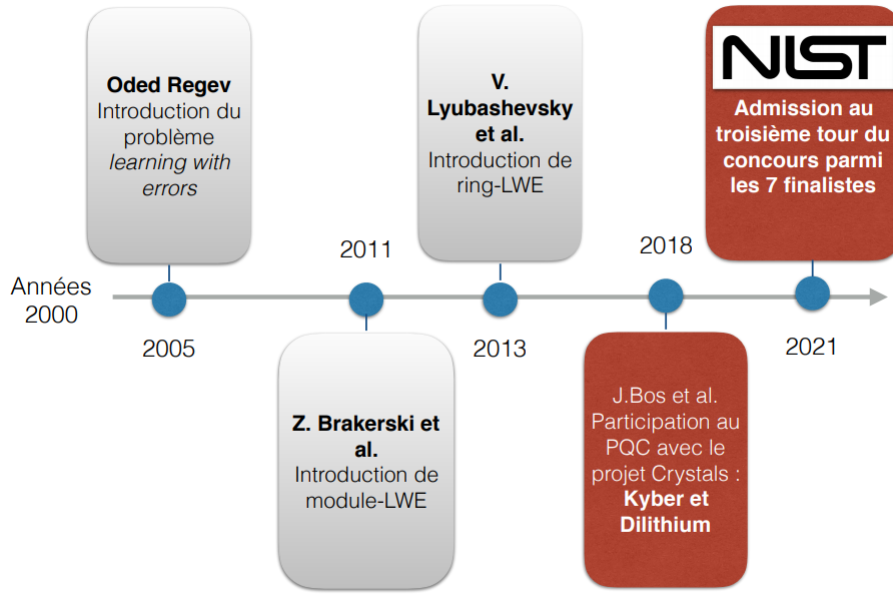 Années
2000
2005
Oded Regev
Introduction du
problème
learning with
errors
2011
Z. Brakerski et
al.
Introduction de
module-LWE
2013
V.
Lyubashevsky
et al.
Introduction de
ring-LWE
2018
J.Bos et al.
Participation au
PQC avec le
projet Crystals :
Kyber et
Dilithium
2021
NIST
Admission au
troisième tour du
concours parmi
les 7 finalistes